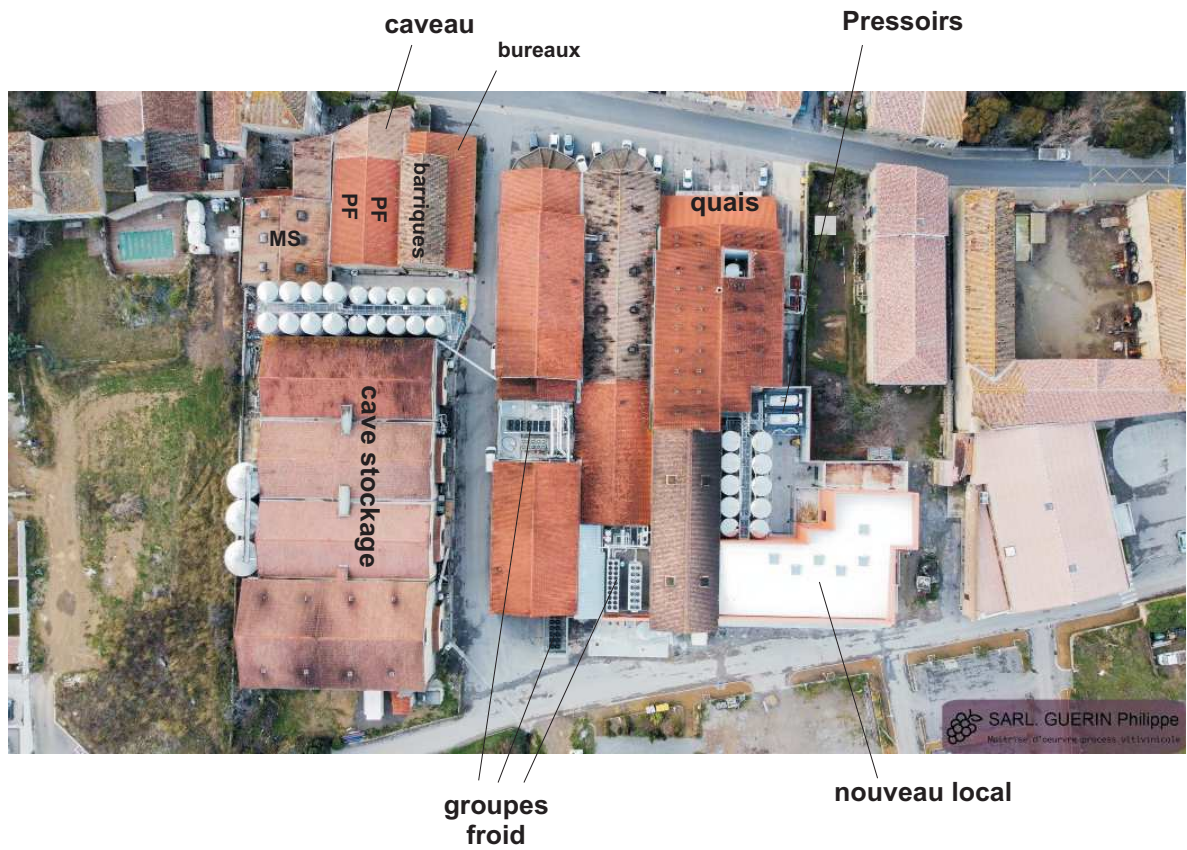 caveau
Pressoirs
bureaux
quais
barriques
PF
PF
MS
cave stockage
SARL. GUERIN Philippe
Maîtrise d'oeuvre process vitivinicole
groupes
froid
nouveau local